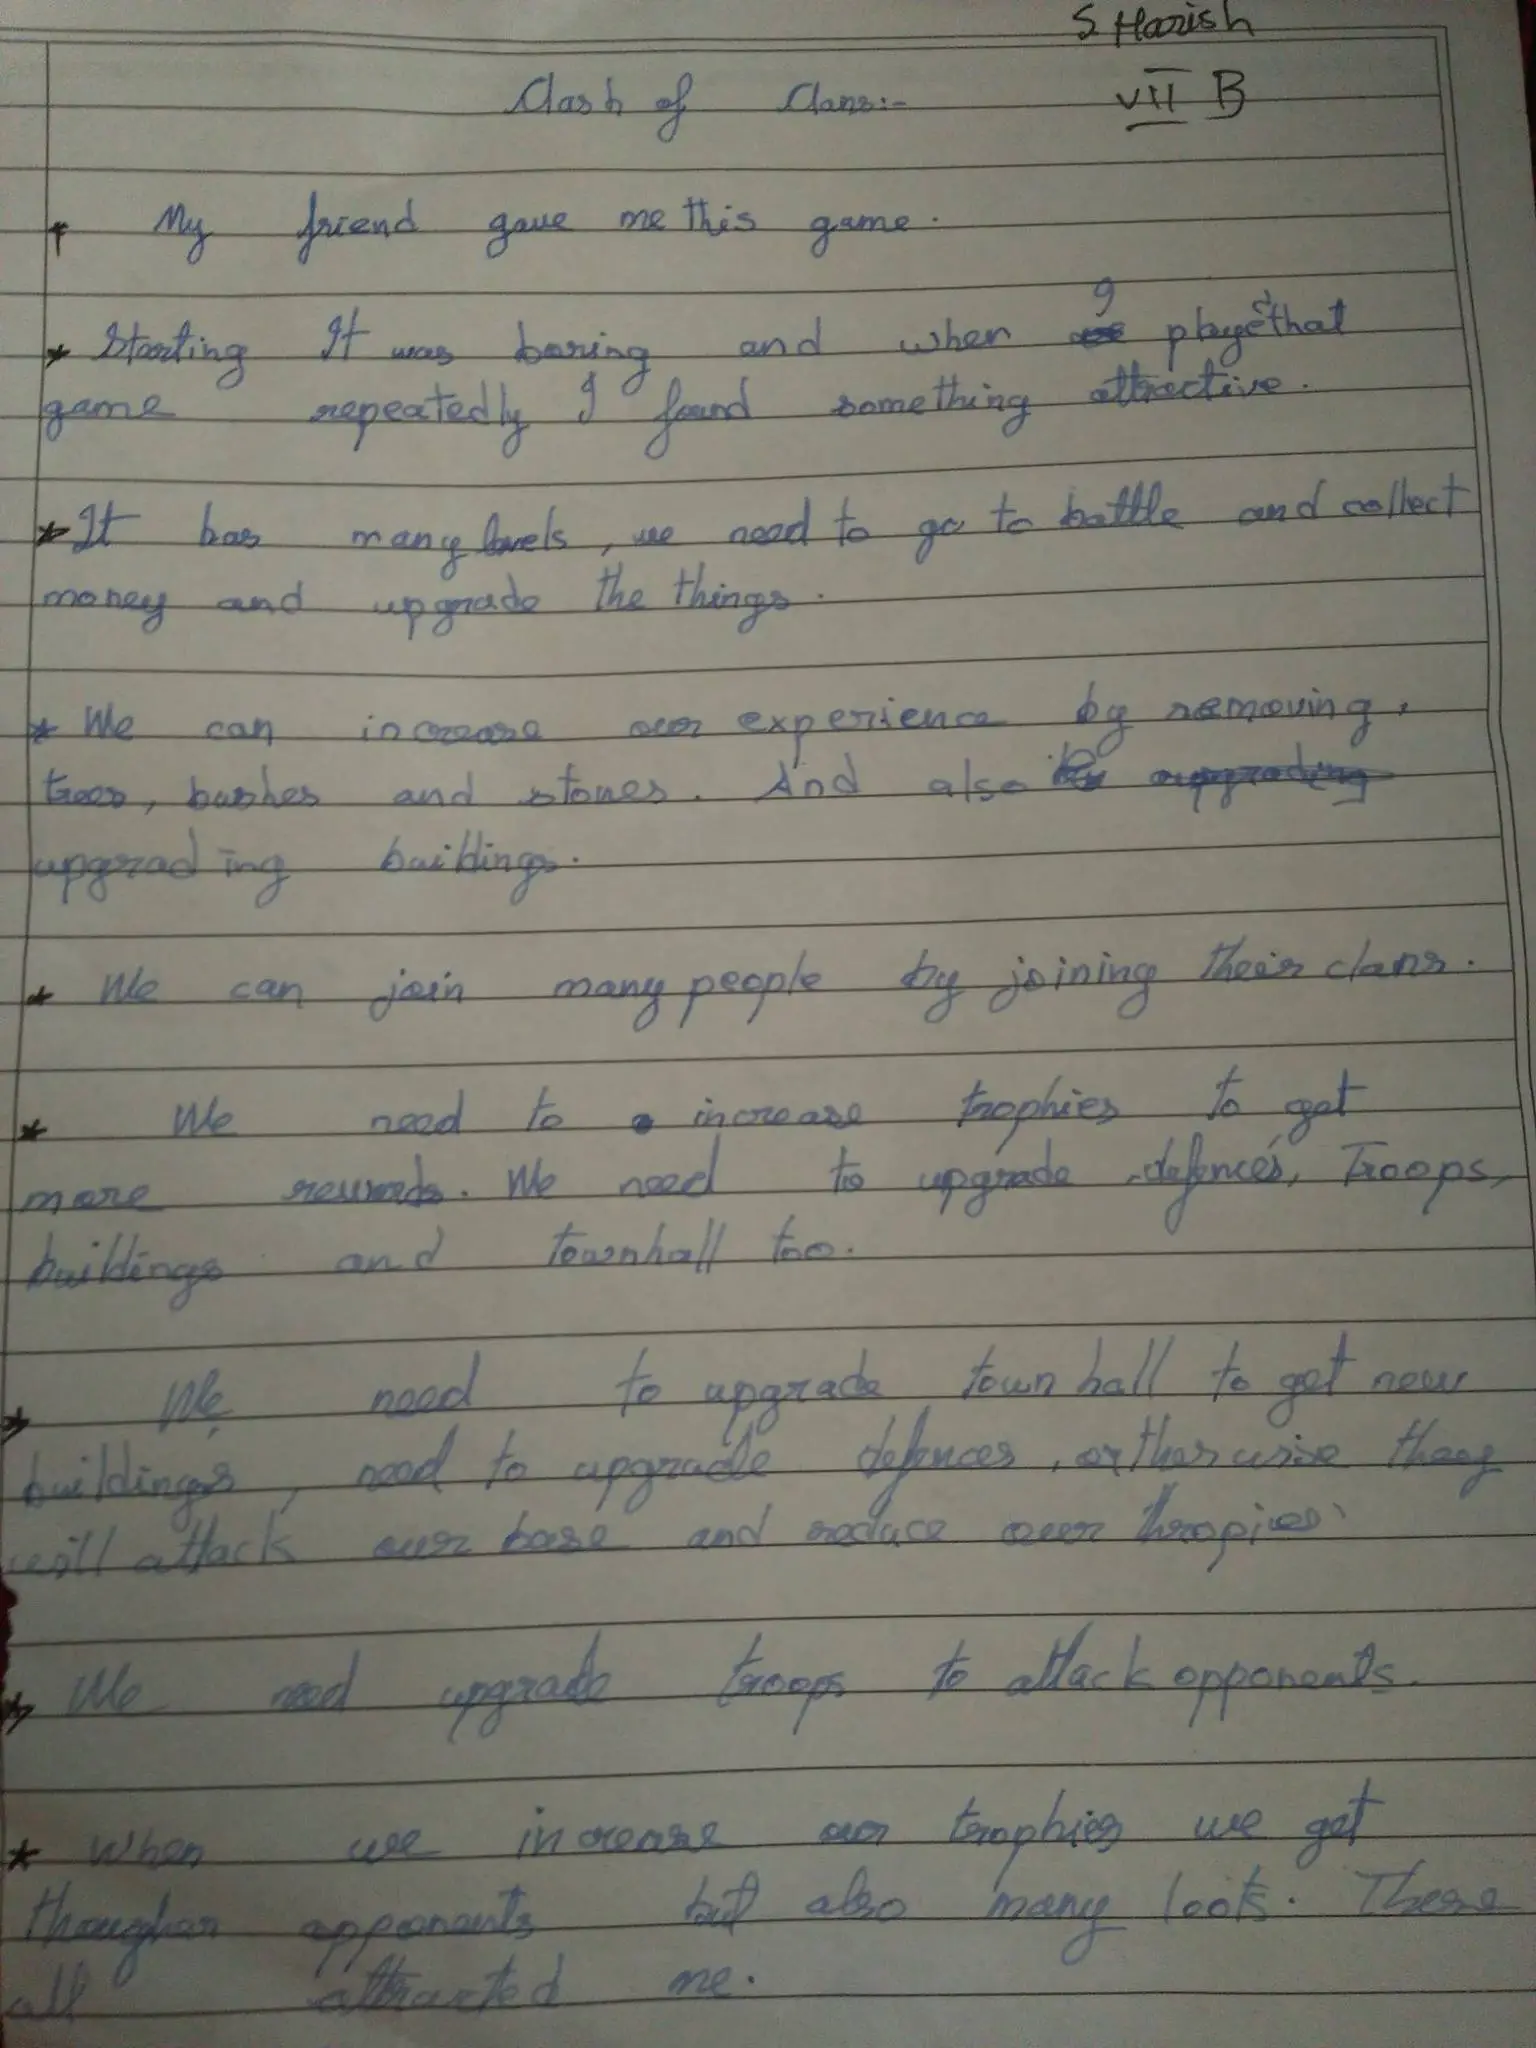 S Harish
Clash of Clans:- VII B
* My friend gave me this game.
* Starting It was boring and when I played that
game repeatedly I found something attractive.
* It has many levels, we need to go to battle and collect
money and upgrade the things.
* We can increase our experience by removing.
trees, bushes and stones. And also by upgrading
upgrading buildings.
* We can join many people by joining their clans.
* We need to increase trophies to get
more rewards. We need to upgrade defences, Troops,
buildings and townhall too.
* We need to upgrade town hall to get new
buildings, need to upgrade defences, otherwise they
will attack our base and reduce our thropies
* We need upgrade troops to attack opponents.
* When we increase our trophies we get
thougher opponents but also many loots. These
all attracted me.